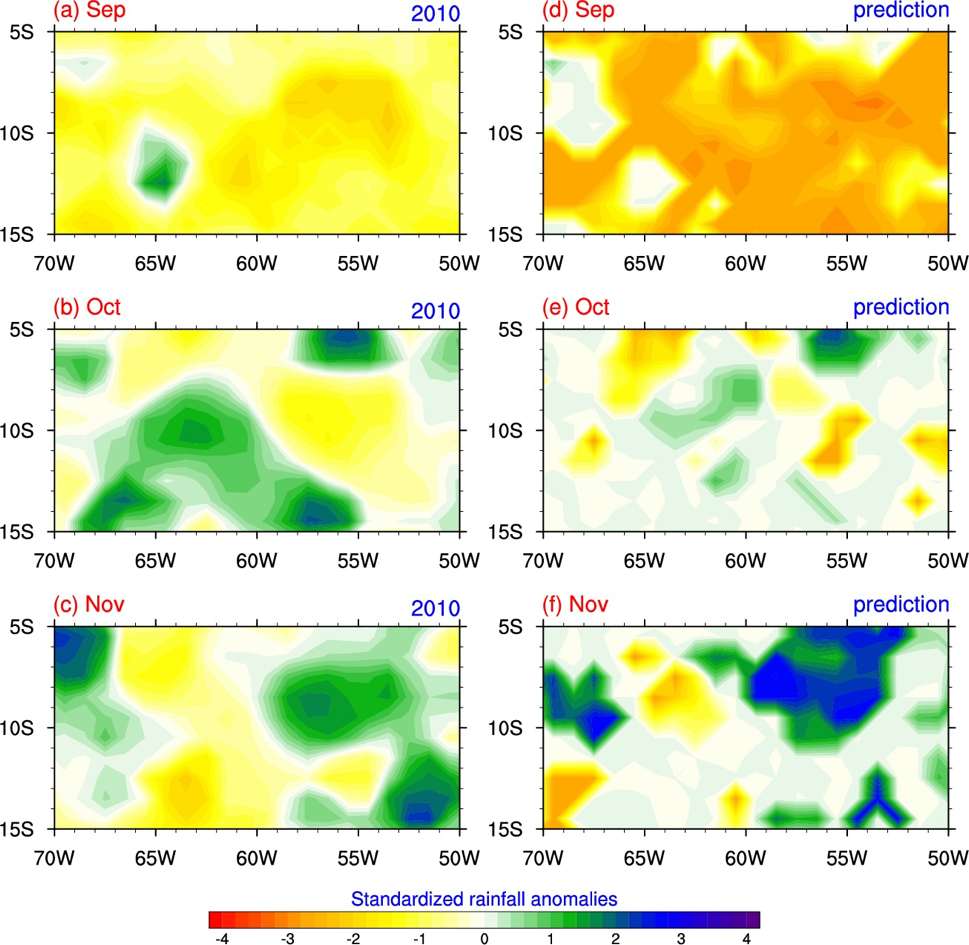 (a) Sep 2010 (d) Sep prediction
5S 5S
10S 10S
15S 15S
70W 65W 60W 55W 50W 70W 65W 60W 55W 50W
(b) Oct 2010 (e) Oct prediction
5S 5S
10S 10S
15S 15S
70W 65W 60W 55W 50W 70W 65W 60W 55W 50W
(c) Nov 2010 (f) Nov prediction
5S 5S
10S 10S
15S 15S
70W 65W 60W 55W 50W 70W 65W 60W 55W 50W
Standardized rainfall anomalies
-4 -3 -2 -1 0 1 2 3 4